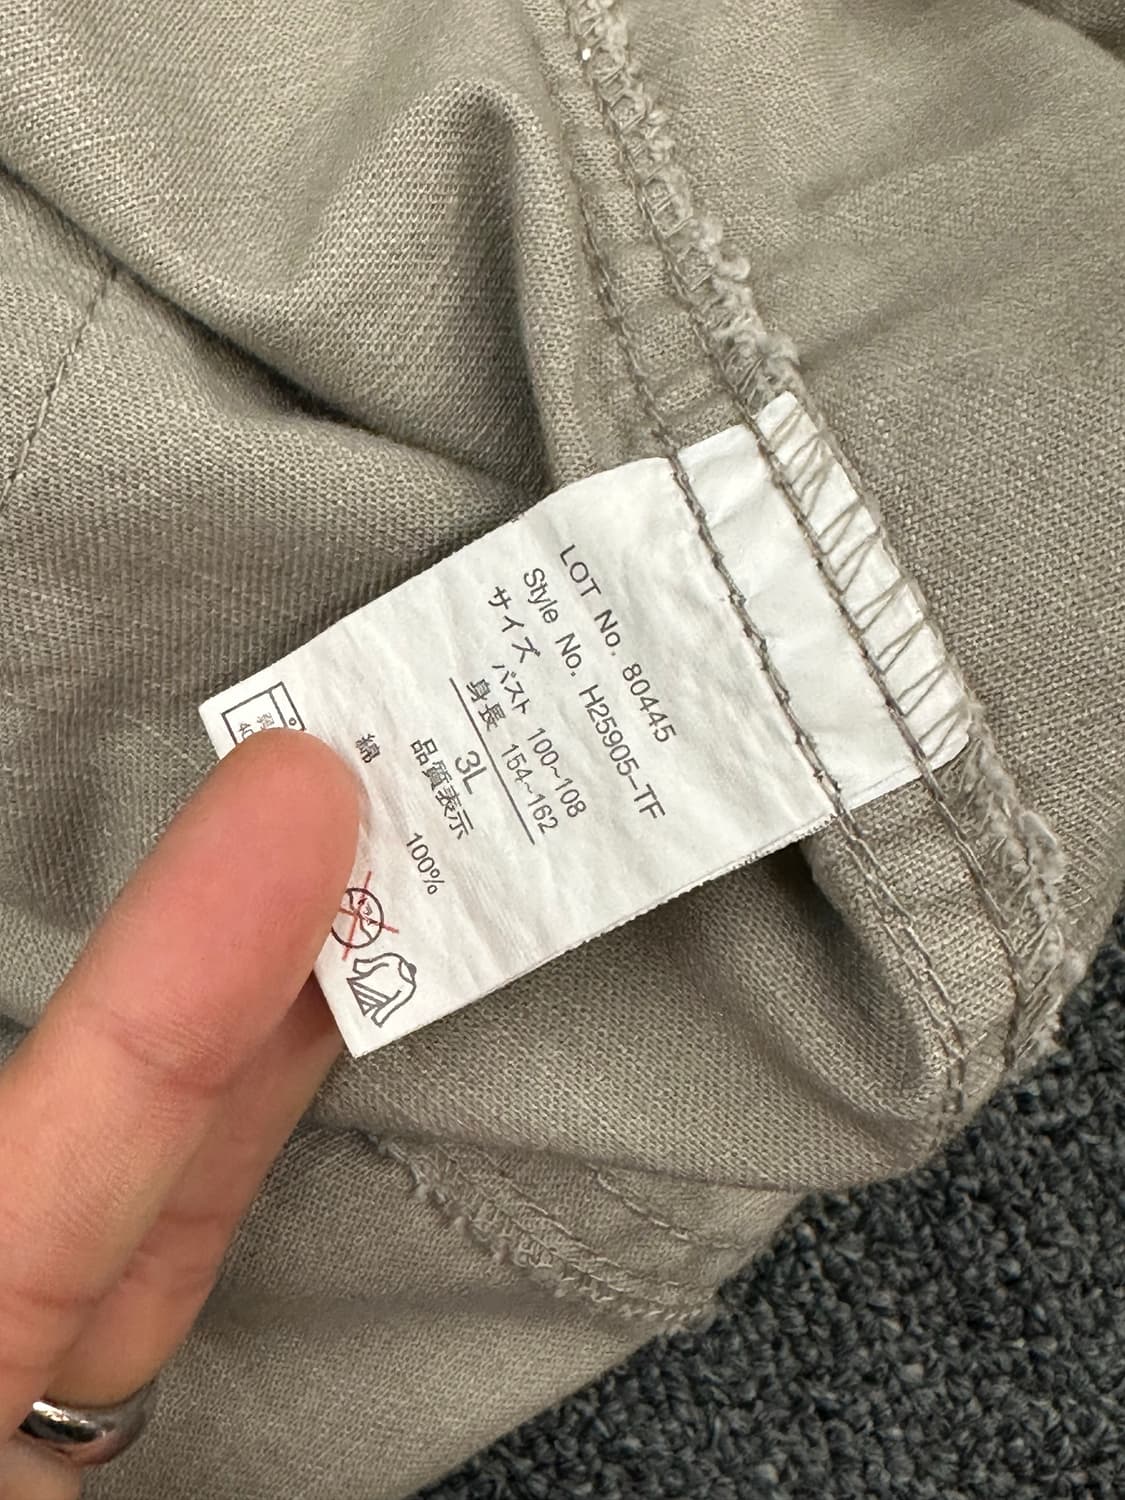 LOT No. 80445
Style No. H25905-TF
サイズ バスト 100~108
身長 154~162
3L
品質表示
綿 100%